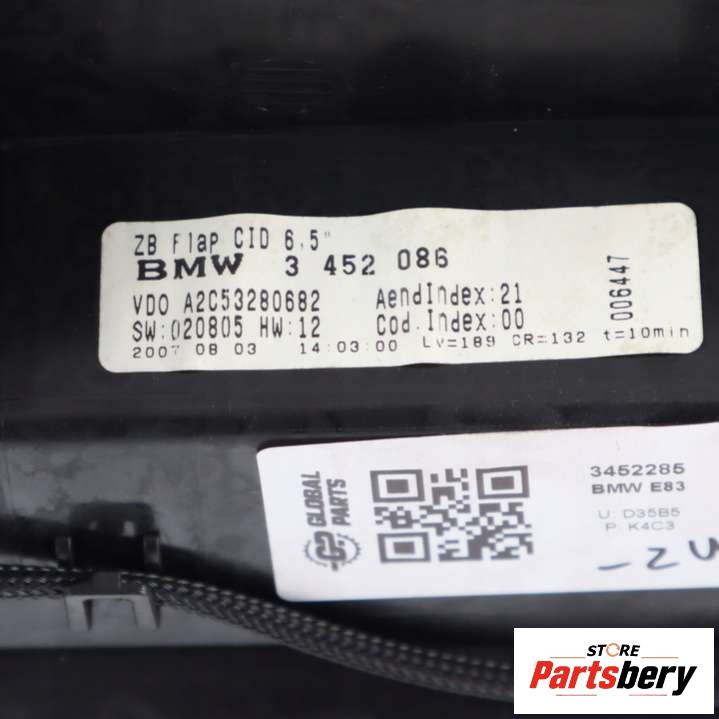 ZB Flap CID 6,5"
BMW 3 452 086
VDO A2C53280682 AendIndex:21
SW:020805 HW:12 Cod.Index:00
2007 08 03 14:03:00 Lv=189 CR=132 t=10min
006447
GLOBAL
PARTS
3452285
BMW E83
U: D35B5
P: K4C3
STORE
Partsbery